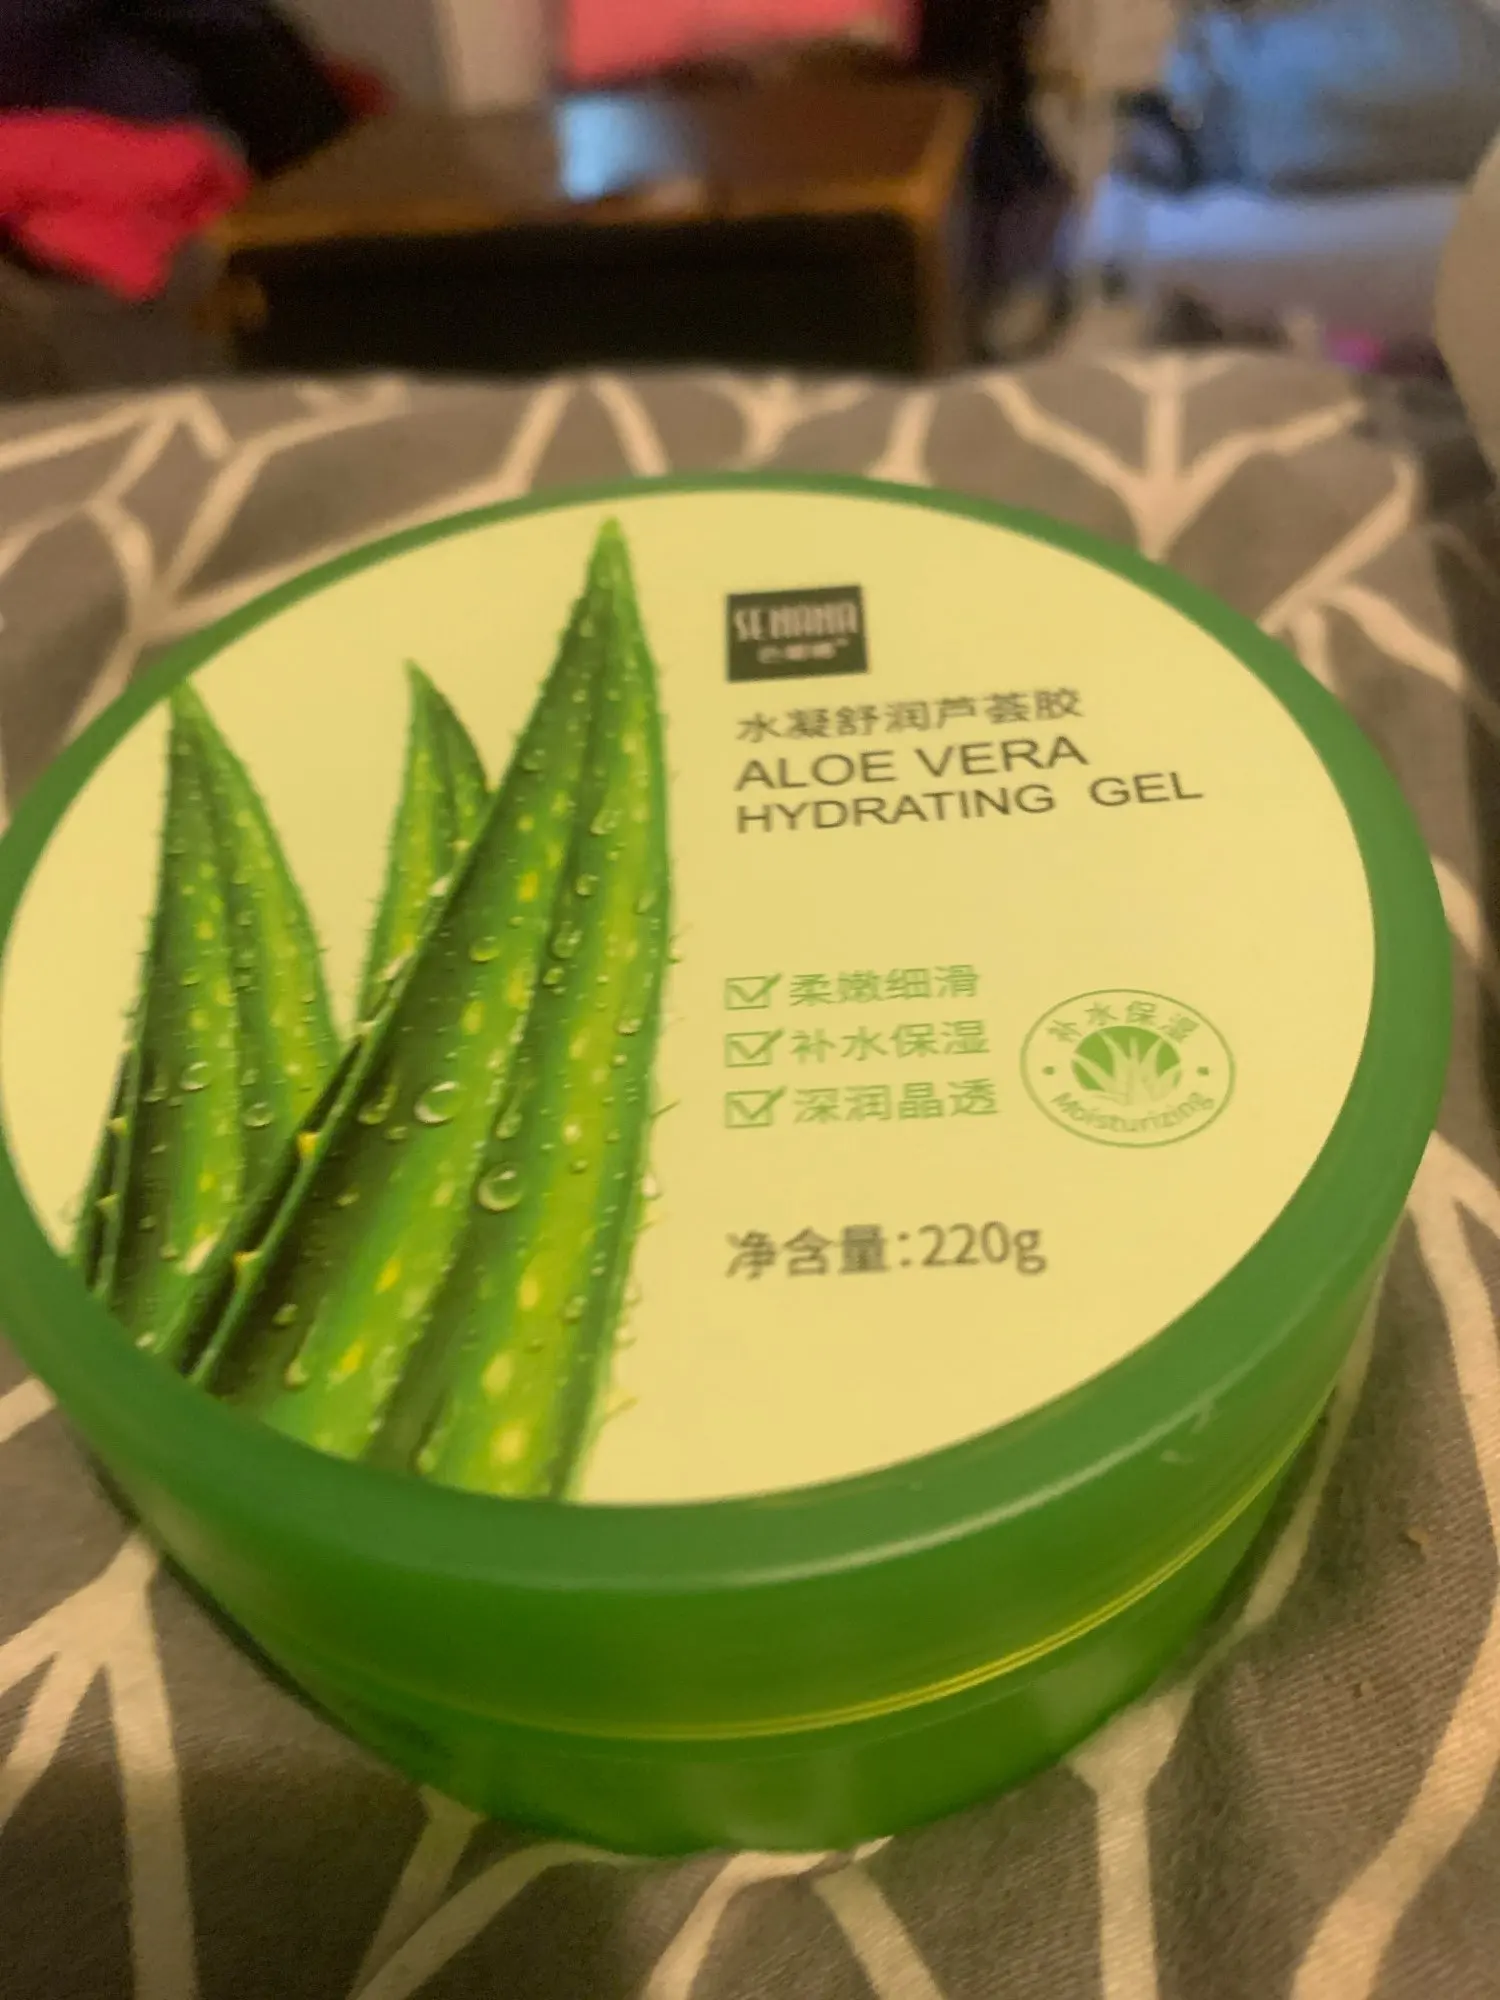 SENANA
水凝舒润芦荟胶
ALOE VERA
HYDRATING GEL
柔嫩细滑
补水保湿
深润晶透
补水保湿
Moisturizing
净含量:220g